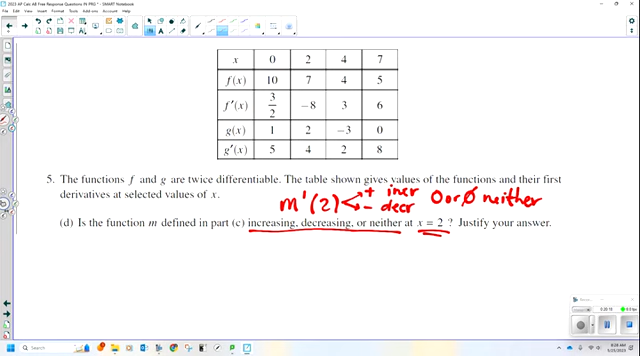 2023 AP Calc AB Free Response Questions IN PRG * - SMART Notebook
File Edit View Insert Format Tools Add-ons Account Help
x 0 2 4 7
f(x) 10 7 4 5
f′(x) 3/2 −8 3 6
g(x) 1 2 −3 0
g′(x) 5 4 2 8
5. The functions f and g are twice differentiable. The table shown gives values of the functions and their first
derivatives at selected values of x.
m'(2) < + incr 0 or ∅ neither
− decr
(d) Is the function m defined in part (c) increasing, decreasing, or neither at x = 2 ? Justify your answer.
Search
8:28 AM